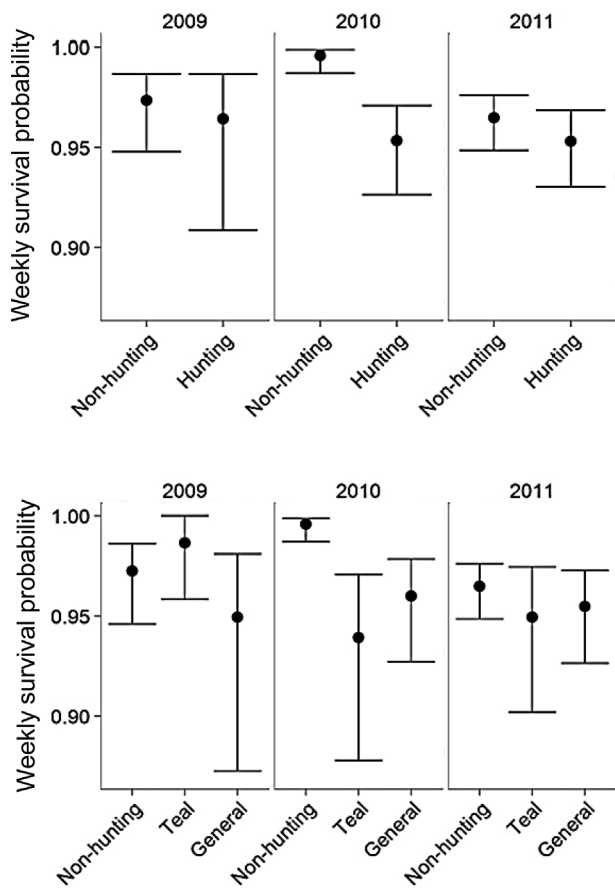 2009 2010 2011
Weekly survival probability
1.00
0.95
0.90
Non-hunting Hunting Non-hunting Hunting Non-hunting Hunting
2009 2010 2011
Weekly survival probability
1.00
0.95
0.90
Non-hunting Teal General Non-hunting Teal General Non-hunting Teal General